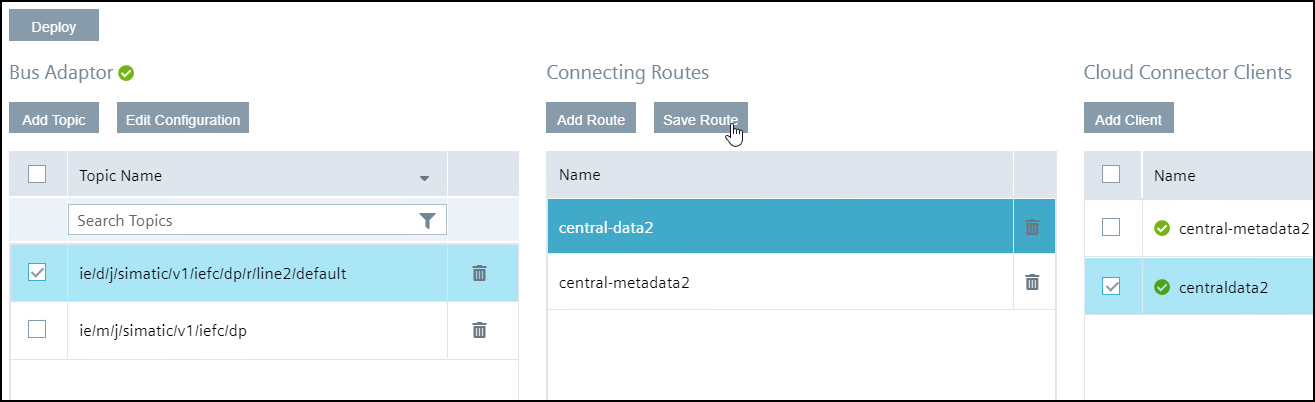 Deploy
Bus Adaptor
Connecting Routes
Cloud Connector Clients
Add Topic
Edit Configuration
Add Route
Save Route
Add Client
Topic Name
Name
Name
Search Topics
central-data2
central-metadata2
ie/d/j/simatic/v1/iefc/dp/r/line2/default
central-metadata2
centraldata2
ie/m/j/simatic/v1/iefc/dp